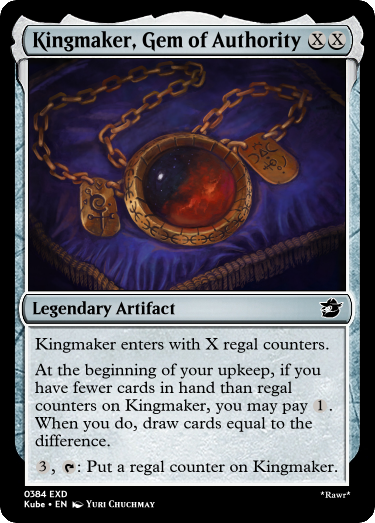 Kingmaker, Gem of Authority X X
Legendary Artifact
Kingmaker enters with X regal counters.
At the beginning of your upkeep, if you
have fewer cards in hand than regal
counters on Kingmaker, you may pay 1.
When you do, draw cards equal to the
difference.
3, : Put a regal counter on Kingmaker.
0384 EXD
Kube • EN Yuri Chuchmay
*Rawr*